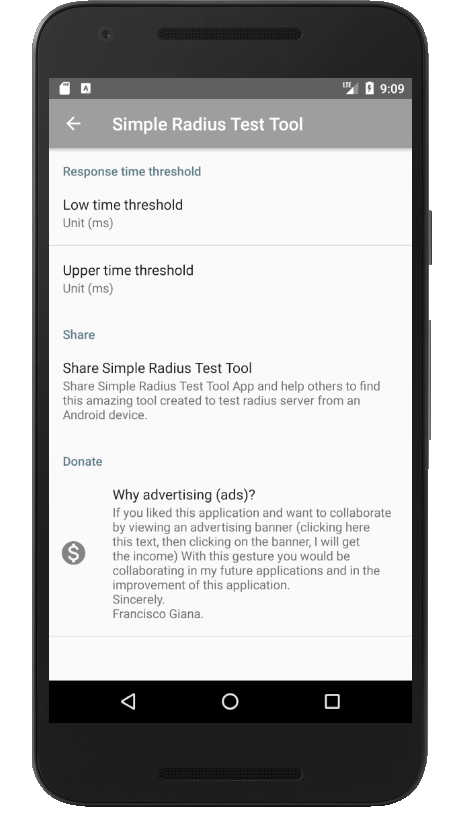 LTE 9:09
Simple Radius Test Tool
Response time threshold
Low time threshold
Unit (ms)
Upper time threshold
Unit (ms)
Share
Share Simple Radius Test Tool
Share Simple Radius Test Tool App and help others to find
this amazing tool created to test radius server from an
Android device.
Donate
Why advertising (ads)?
If you liked this application and want to collaborate
by viewing an advertising banner (clicking here
this text, then clicking on the banner, I will get
the income) With this gesture you would be
collaborating in my future applications and in the
improvement of this application.
Sincerely.
Francisco Giana.